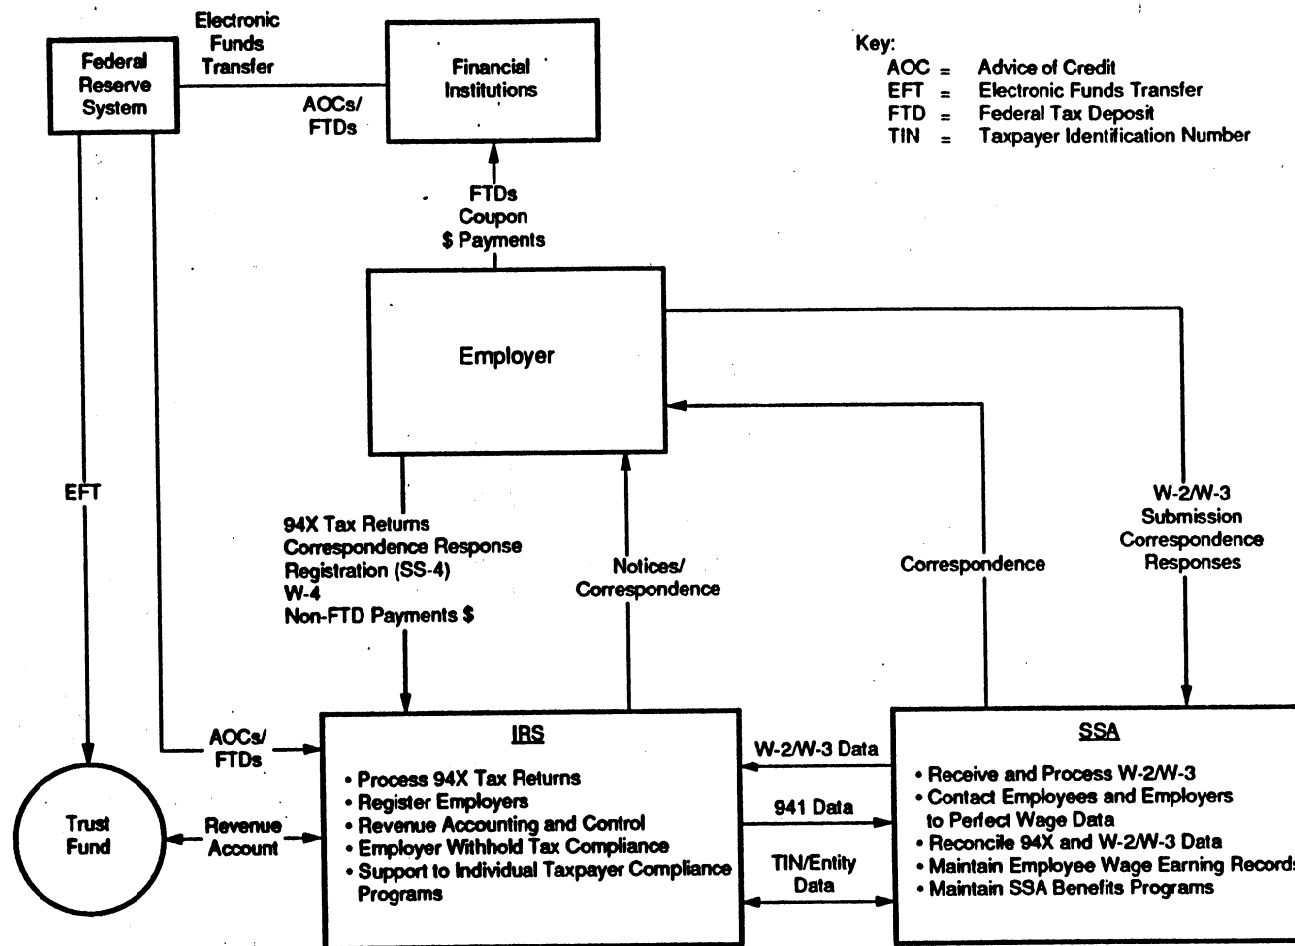 Electronic
Funds
Transfer
Federal
Reserve
System
Financial
Institutions
AOCs/
FTDs
Key:
AOC = Advice of Credit
EFT = Electronic Funds Transfer
FTD = Federal Tax Deposit
TIN = Taxpayer Identification Number
FTDs
Coupon
$ Payments
Employer
EFT
94X Tax Returns
Correspondence Response
Registration (SS-4)
W-4
Non-FTD Payments $
Notices/
Correspondence
Correspondence
W-2/W-3
Submission
Correspondence
Responses
AOCs/
FTDs
Trust
Fund
Revenue
Account
IRS
• Process 94X Tax Returns
• Register Employers
• Revenue Accounting and Control
• Employer Withhold Tax Compliance
• Support to Individual Taxpayer Compliance
Programs
W-2/W-3 Data
941 Data
TIN/Entity
Data
SSA
• Receive and Process W-2/W-3
• Contact Employees and Employers
to Perfect Wage Data
• Reconcile 94X and W-2/W-3 Data
• Maintain Employee Wage Earning Records
• Maintain SSA Benefits Programs